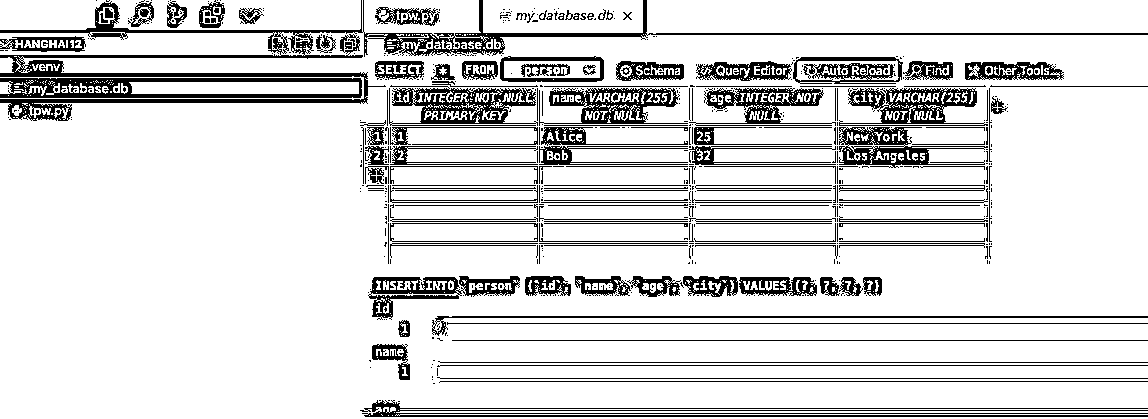 tpw.py my_database.db ×
SHANGHAI12
.venv
my_database.db
tpw.py
my_database.db
SELECT * FROM person Schema Query Editor Auto Reload Find Other Tools...
id INTEGER NOT NULL PRIMARY KEY name VARCHAR(255) NOT NULL age INTEGER NOT NULL city VARCHAR(255) NOT NULL
1 1 Alice 25 New York
2 2 Bob 32 Los Angeles
INSERT INTO "person" ("id", "name", "age", "city") VALUES (?, ?, ?, ?)
id
1
name
1
age